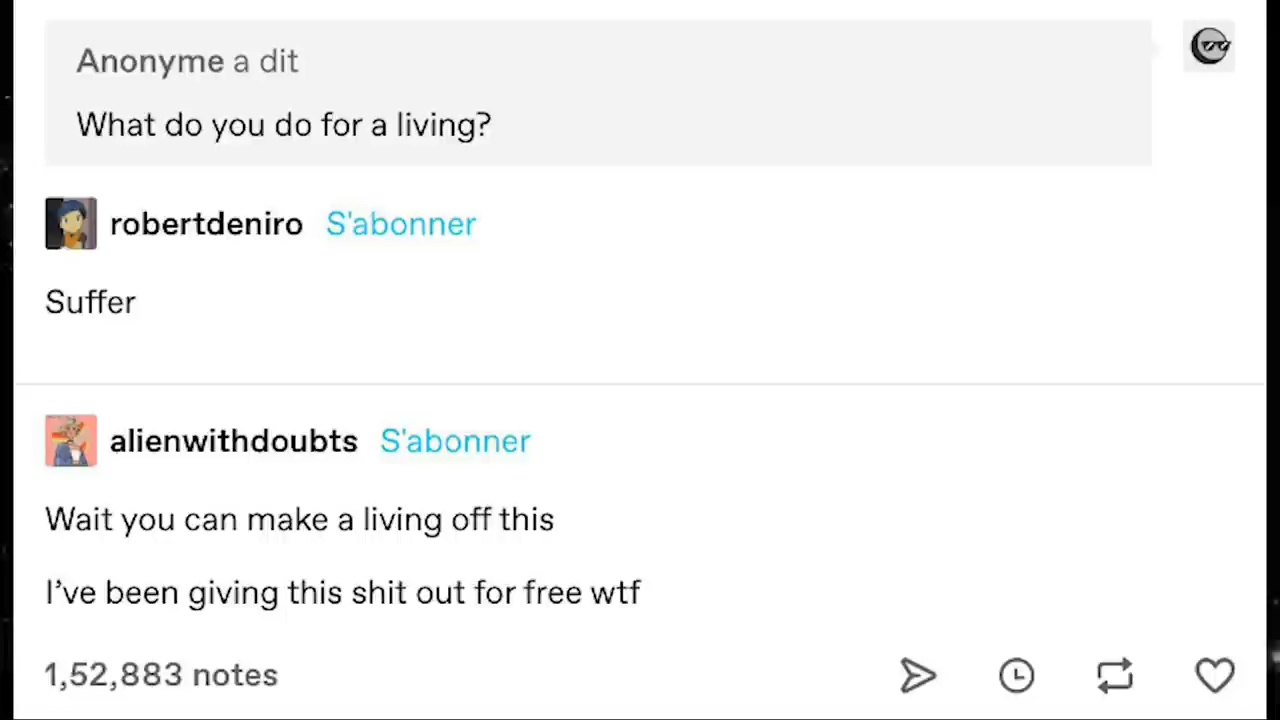 Anonyme a dit
What do you do for a living?
robertdeniro S'abonner
Suffer
alienwithdoubts S'abonner
Wait you can make a living off this
I've been giving this shit out for free wtf
1,52,883 notes